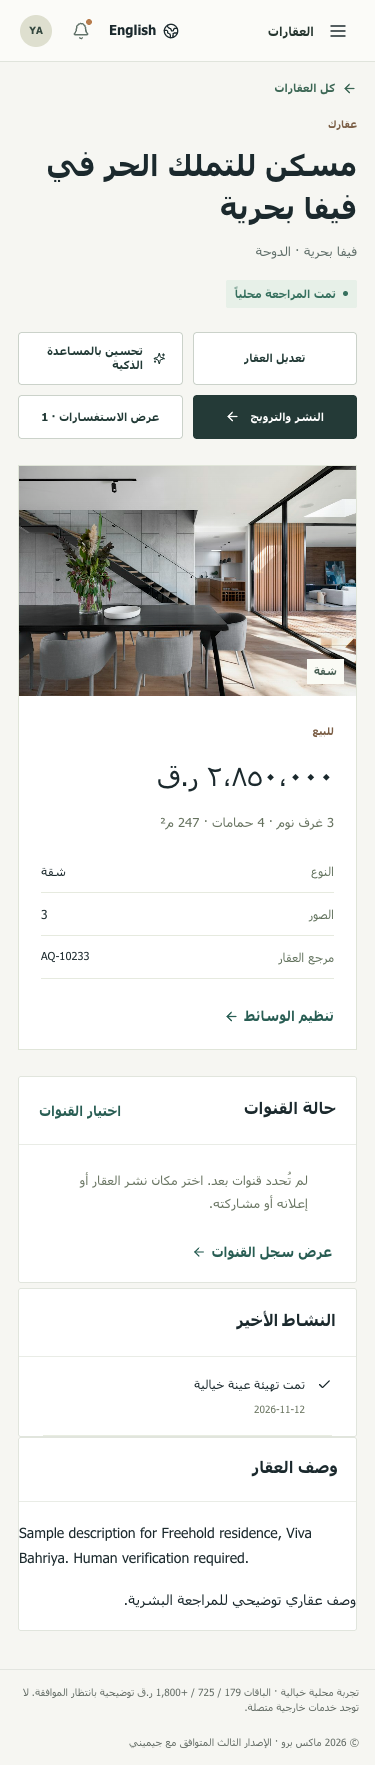 العقارات
English
YA
كل العقارات
عقارك
مسكن للتملك الحر في
فيفا بحرية
فيفا بحرية · الدوحة
تمت المراجعة محلياً
تعديل العقار
تحسين بالمساعدة
الذكية
النشر والترويج
عرض الاستفسارات · 1
شقة
للبيع
٢،٨٥٠،٠٠٠ ر.ق
3 غرف نوم · 4 حمامات · 247 م²
النوع شقة
الصور 3
مرجع العقار AQ-10233
تنظيم الوسائط
حالة القنوات
اختيار القنوات
لم تُحدد قنوات بعد. اختر مكان نشر العقار أو
إعلانه أو مشاركته.
عرض سجل القنوات
النشاط الأخير
تمت تهيئة عينة خيالية
2026-11-12
وصف العقار
Sample description for Freehold residence, Viva
Bahriya. Human verification required.
وصف عقاري توضيحي للمراجعة البشرية.
تجربة محلية خيالية · الباقات 179 / 725 / +1,800 ر.ق توضيحية بانتظار الموافقة. لا
توجد خدمات خارجية متصلة.
© 2026 ماكس برو · الإصدار الثالث المتوافق مع جيميني